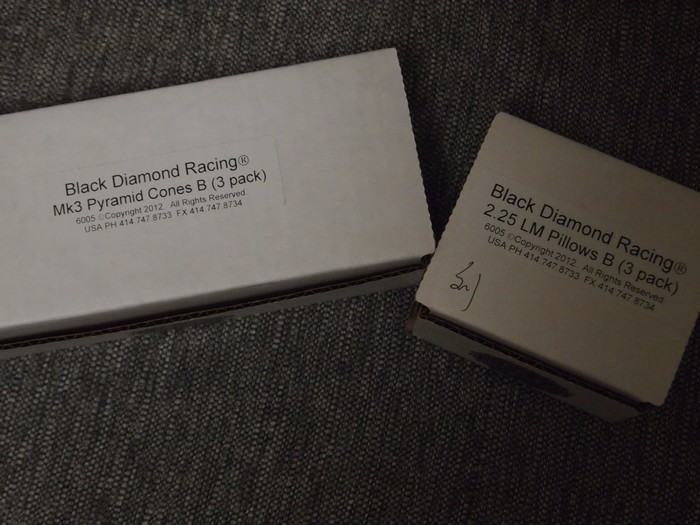 Black Diamond Racing®
Mk3 Pyramid Cones B (3 pack)
6005 ©Copyright 2012. All Rights Reserved.
USA PH 414 747 8733 FX 414 747 8734
Black Diamond Racing®
2.25 LM Pillows B (3 pack)
6005 ©Copyright 2012. All Rights Reserved.
USA PH 414 747 8733 FX 414 747 8734